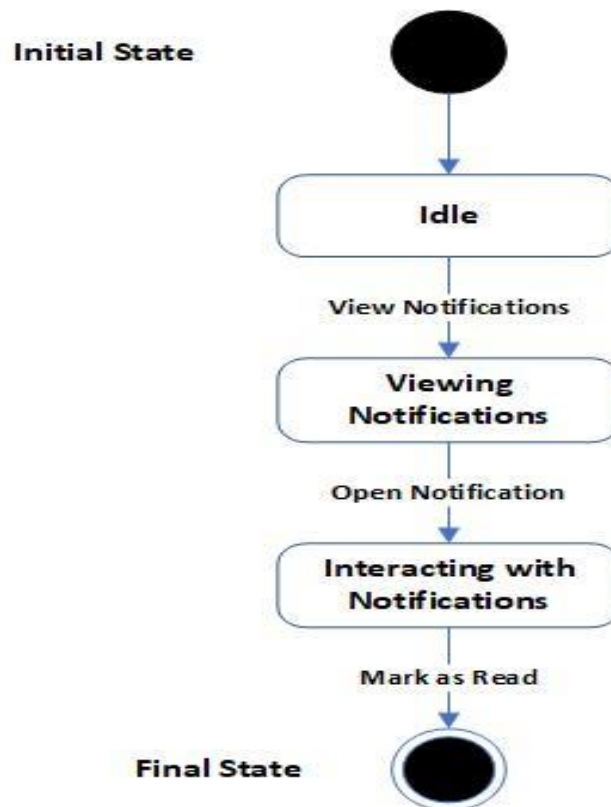 Initial State
Idle
View Notifications
Viewing
Notifications
Open Notification
Interacting with
Notifications
Mark as Read
Final State